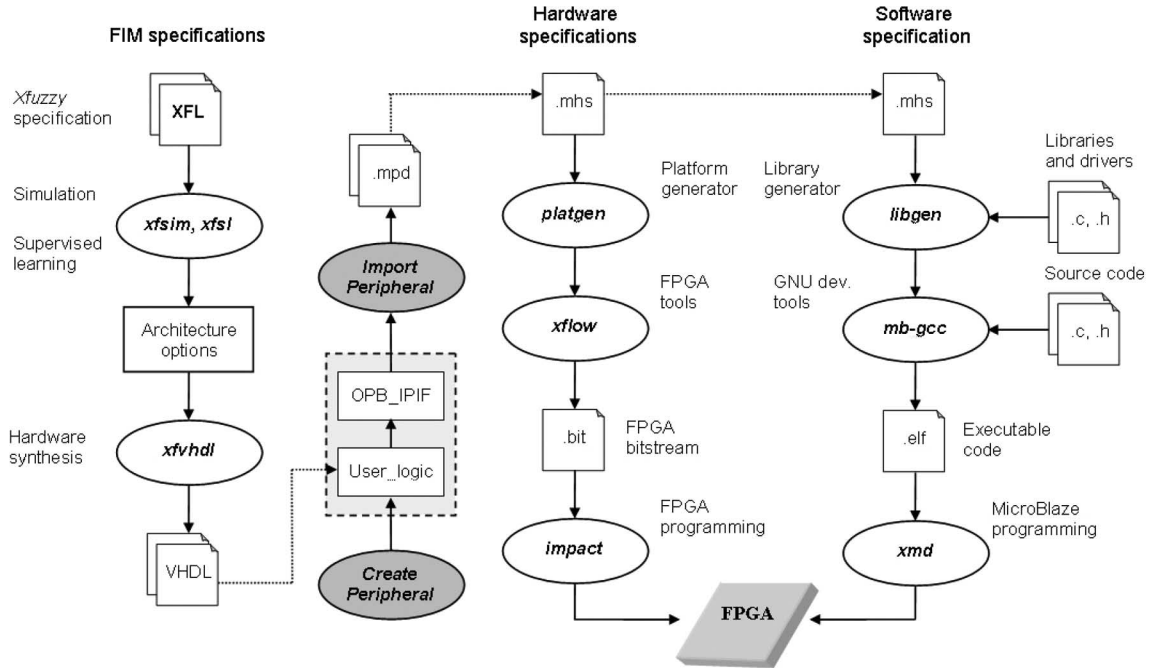 FIM specifications
Xfuzzy
specification
XFL
Simulation
xfsim, xfsl
Supervised
learning
Architecture
options
Hardware
synthesis
xfvhdl
VHDL
.mpd
Import
Peripheral
OPB_IPIF
User_logic
Create
Peripheral
Hardware
specifications
.mhs
Platform
generator
platgen
FPGA
tools
xflow
.bit
FPGA
bitstream
FPGA
programming
impact
Software
specification
.mhs
Library
generator
libgen
Libraries
and drivers
.c, .h
GNU dev.
tools
Source code
mb-gcc
.c, .h
.elf
Executable
code
MicroBlaze
programming
xmd
FPGA